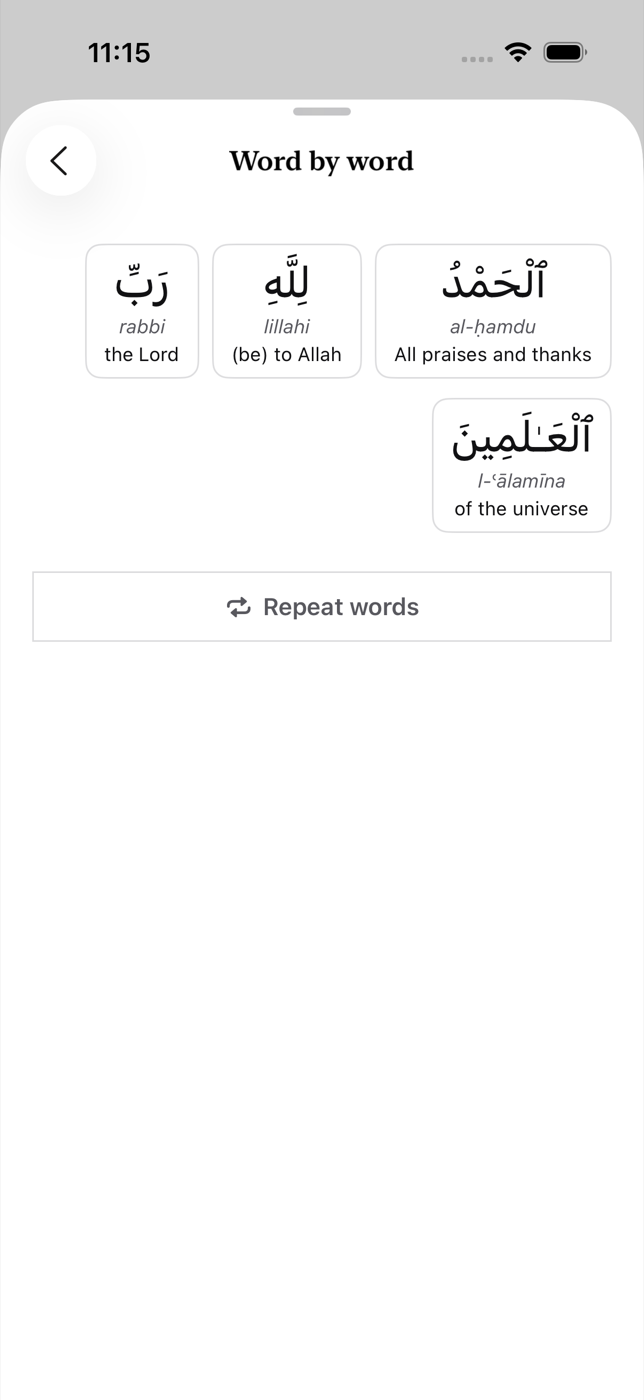 11:15
Word by word
ٱلْحَمْدُ لِلَّهِ رَبِّ
al-ḥamdu lillahi rabbi
All praises and thanks (be) to Allah the Lord
ٱلْعَـٰلَمِينَ
l-ʿālamīna
of the universe
Repeat words